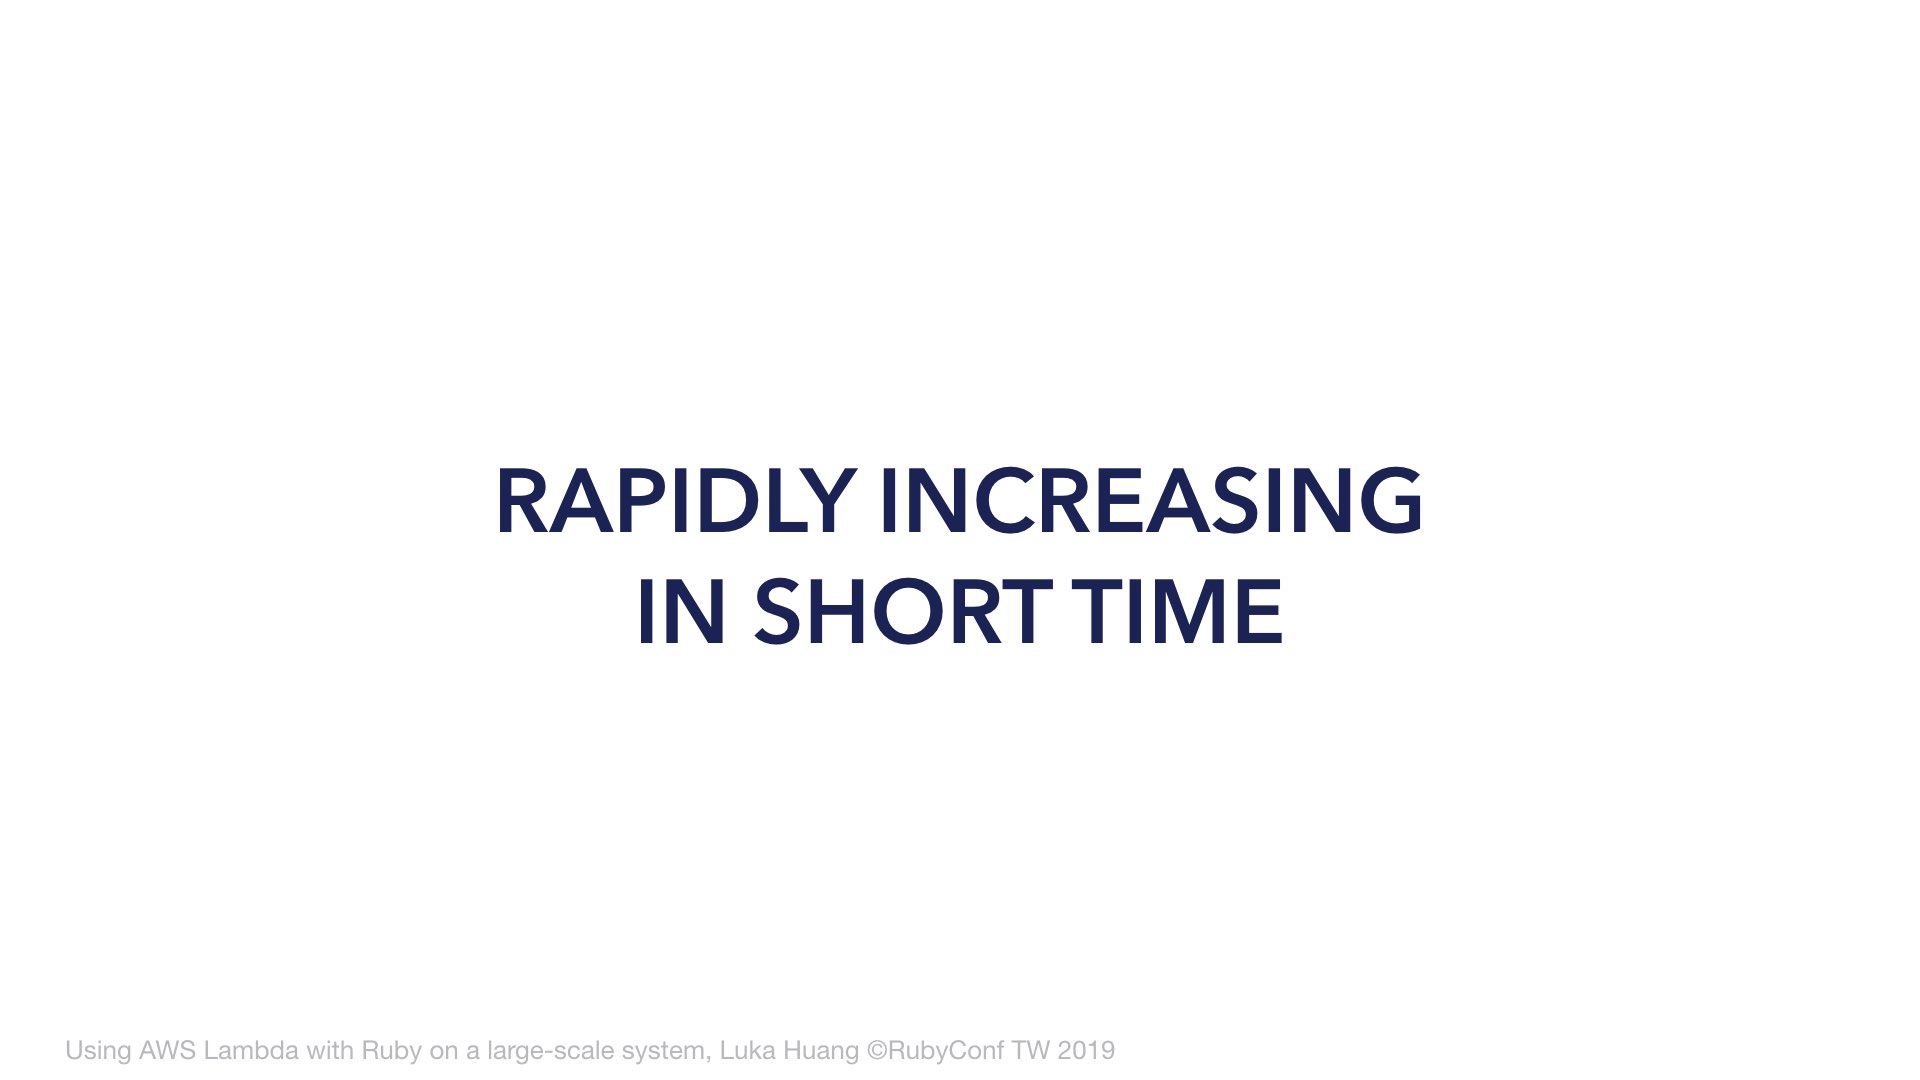 RAPIDLY INCREASING
IN SHORT TIME
Using AWS Lambda with Ruby on a large-scale system, Luka Huang ©RubyConf TW 2019